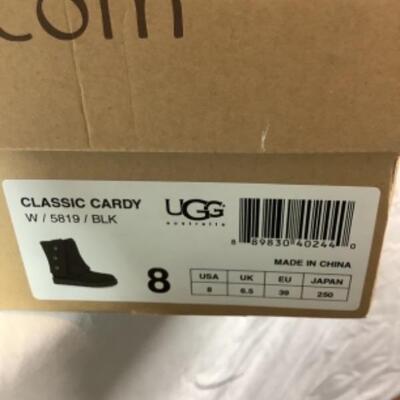 com
CLASSIC CARDY
W / 5819 / BLK
UGG
australia
8 89830 40244 0
MADE IN CHINA
8
USA UK EU JAPAN
8 6.5 39 250